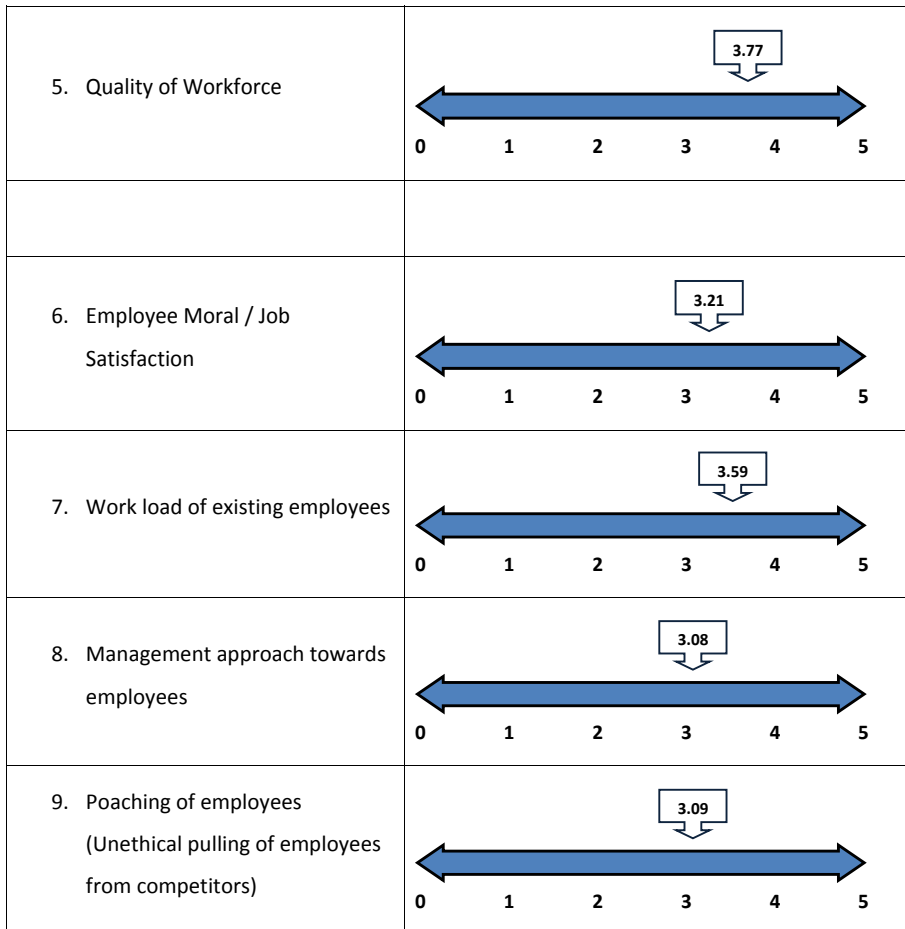 3.77
5. Quality of Workforce
0 1 2 3 4 5
3.21
6. Employee Moral / Job
Satisfaction
0 1 2 3 4 5
3.59
7. Work load of existing employees
0 1 2 3 4 5
3.08
8. Management approach towards
employees
0 1 2 3 4 5
9. Poaching of employees
3.09
(Unethical pulling of employees
from competitors)
0 1 2 3 4 5